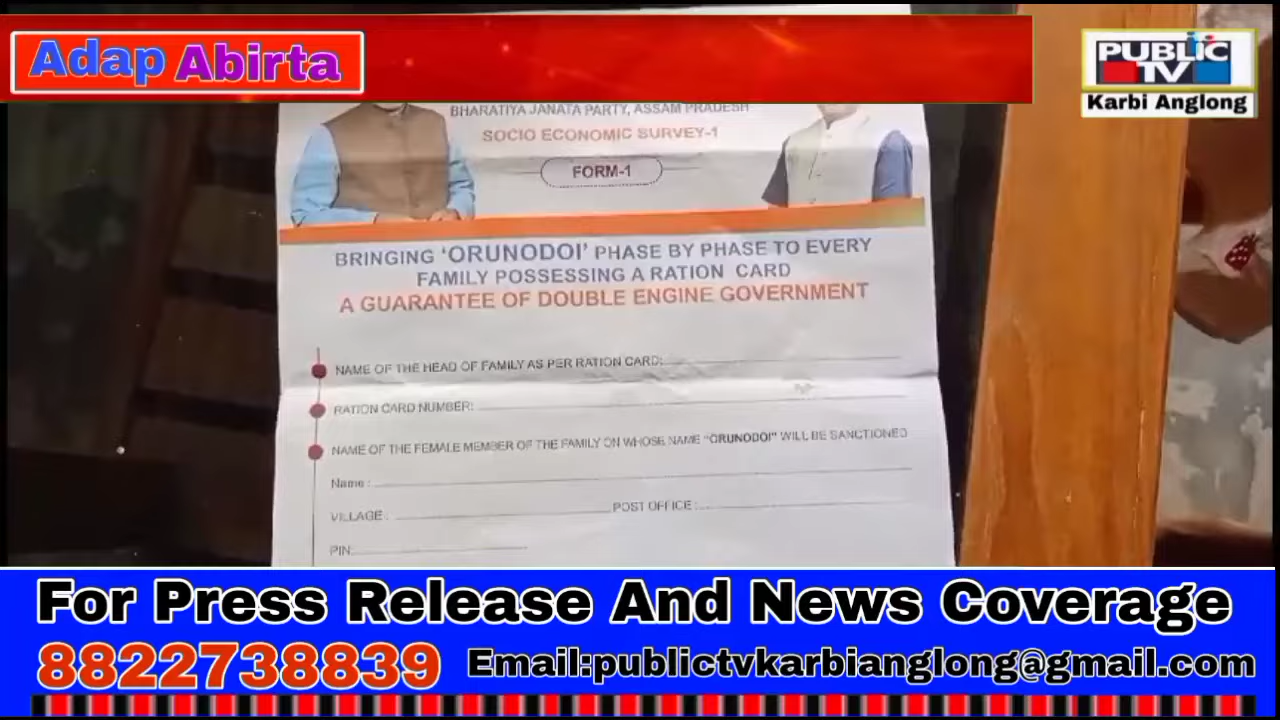 Adap Abirta
PUBLIC
TV
Karbi Anglong
BHARATIYA JANATA PARTY, ASSAM PRADESH
SOCIO ECONOMIC SURVEY-1
FORM-1
BRINGING ‘ORUNODOI’ PHASE BY PHASE TO EVERY
FAMILY POSSESSING A RATION CARD
A GUARANTEE OF DOUBLE ENGINE GOVERNMENT
NAME OF THE HEAD OF FAMILY AS PER RATION CARD:
RATION CARD NUMBER:
NAME OF THE FEMALE MEMBER OF THE FAMILY ON WHOSE NAME “ORUNODOI” WILL BE SANCTIONED
Name :
VILLAGE : POST OFFICE :
PIN:
For Press Release And News Coverage
8822738839 Email:publictvkarbianglong@gmail.com